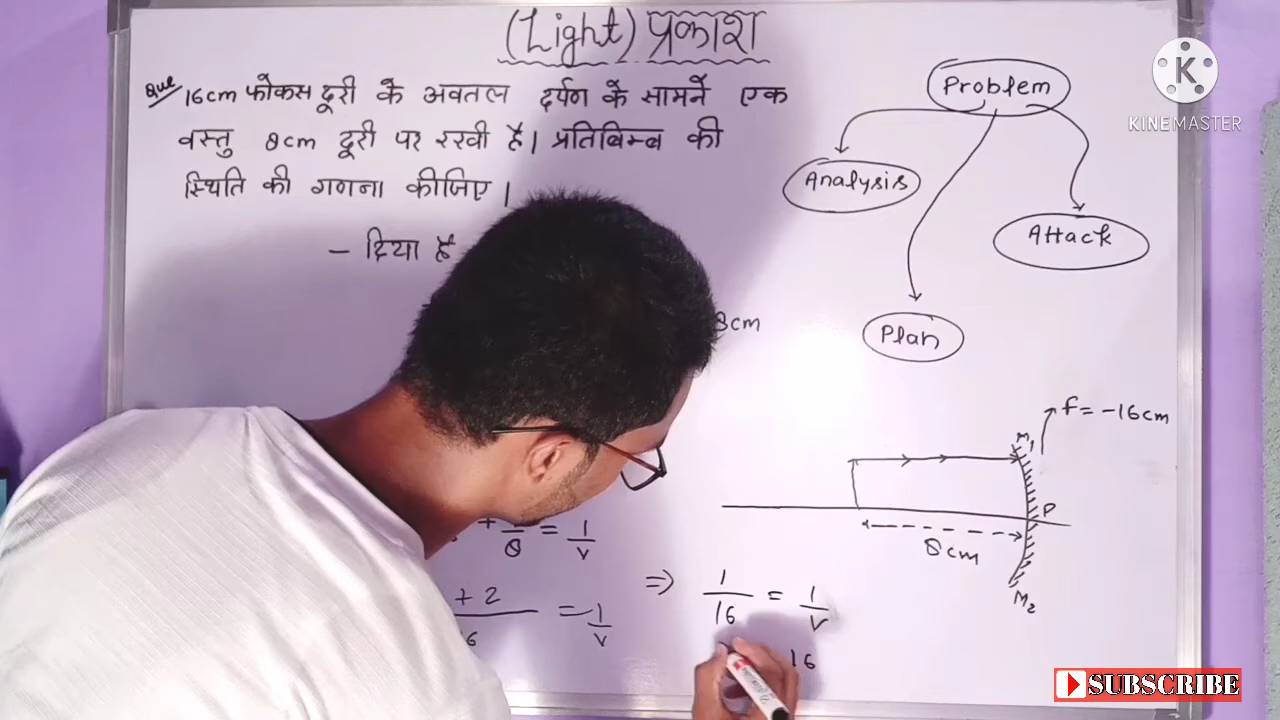 (Light) प्रकाश
Que 16cm फोकस दूरी के अवतल दर्पण के सामने एक
वस्तु 8cm दूरी पर रखी है। प्रतिबिम्ब की
स्थिति की गणना कीजिए।
– दिया है
8cm
+ 1/8 = 1/v
+ 2/6 = 1/v
⇒ 1/16 = 1/v
16
Problem
Analysis
Attack
Plan
f = -16cm
M1
P
8cm
M2
K
KINEMASTER
SUBSCRIBE